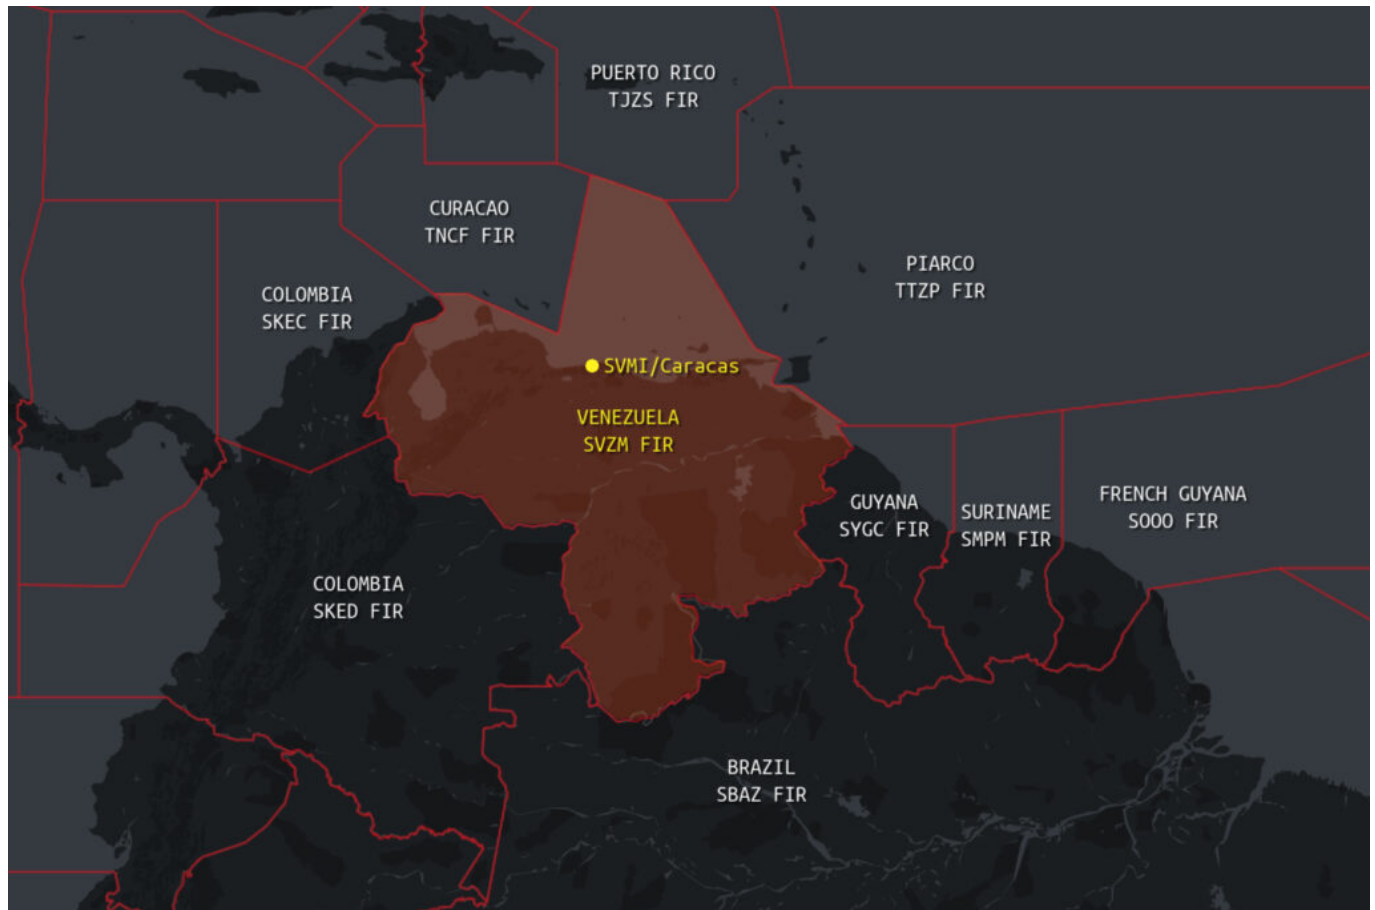 PUERTO RICO
TJZS FIR
CURACAO
TNCF FIR
PIARCO
TTZP FIR
COLOMBIA
SKEC FIR
SVMI/Caracas
VENEZUELA
SVZM FIR
GUYANA
SYGC FIR
SURINAME
SMPM FIR
FRENCH GUYANA
SOOO FIR
COLOMBIA
SKED FIR
BRAZIL
SBAZ FIR